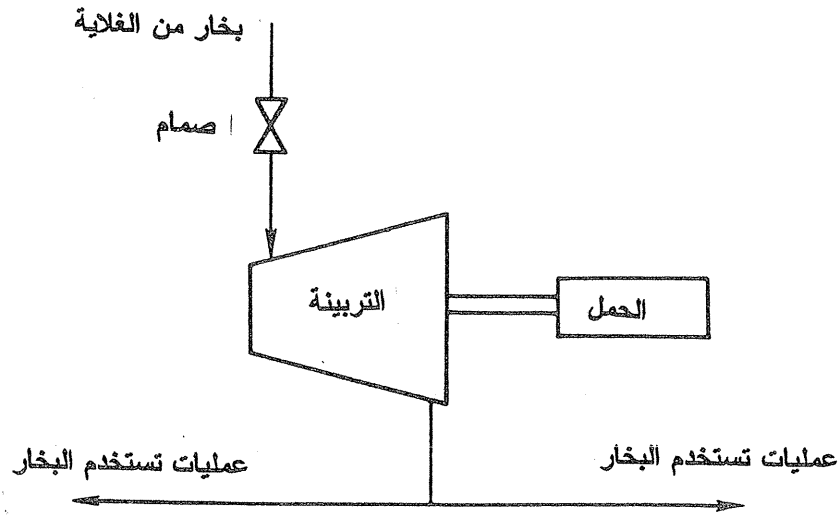 بخار من الغلاية
صمام
التربينة
الحمل
عمليات تستخدم البخار
عمليات تستخدم البخار